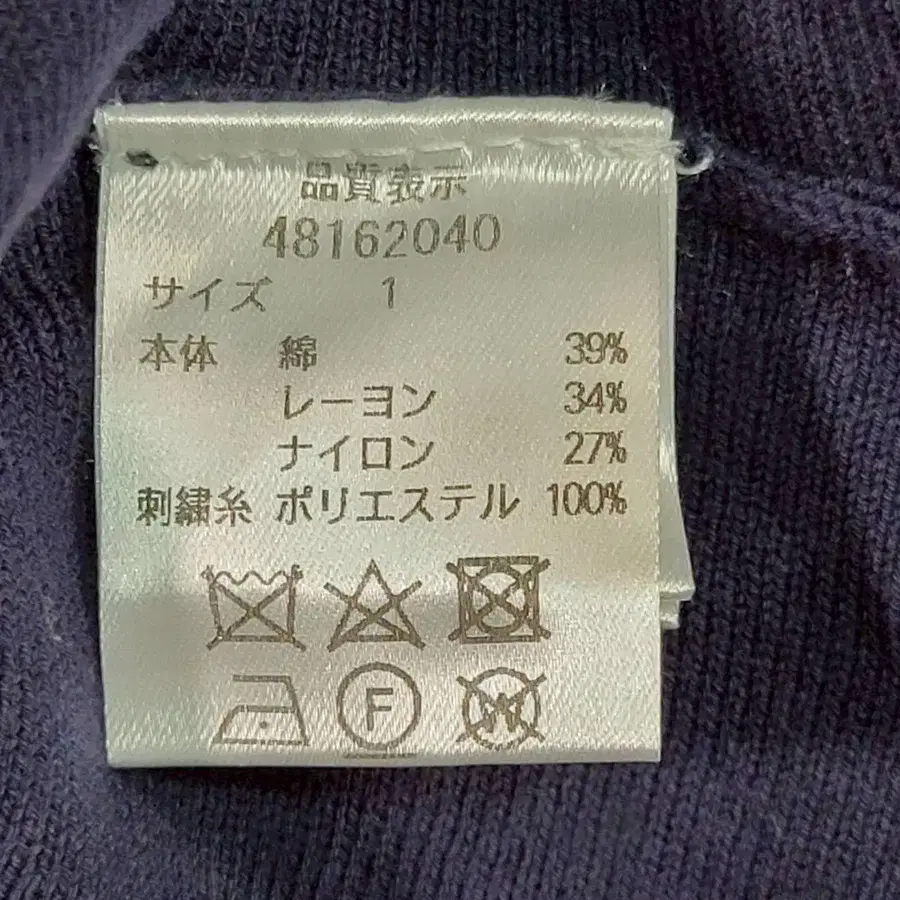 品質表示
48162040
サイズ 1
本体 綿 39%
レーヨン 34%
ナイロン 27%
刺繍糸 ポリエステル 100%
F W